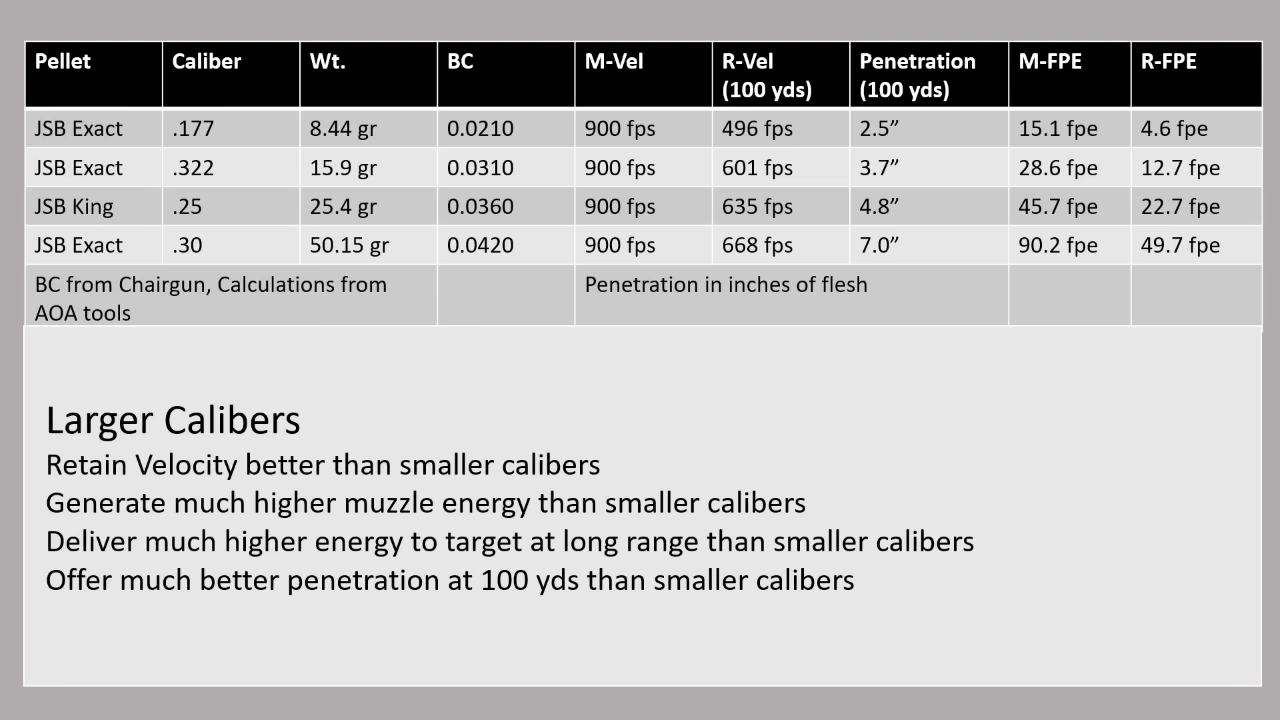 Pellet Caliber Wt. BC M-Vel R-Vel (100 yds) Penetration (100 yds) M-FPE R-FPE
JSB Exact .177 8.44 gr 0.0210 900 fps 496 fps 2.5” 15.1 fpe 4.6 fpe
JSB Exact .322 15.9 gr 0.0310 900 fps 601 fps 3.7” 28.6 fpe 12.7 fpe
JSB King .25 25.4 gr 0.0360 900 fps 635 fps 4.8” 45.7 fpe 22.7 fpe
JSB Exact .30 50.15 gr 0.0420 900 fps 668 fps 7.0” 90.2 fpe 49.7 fpe
BC from Chairgun, Calculations from
AOA tools
Penetration in inches of flesh
Larger Calibers
Retain Velocity better than smaller calibers
Generate much higher muzzle energy than smaller calibers
Deliver much higher energy to target at long range than smaller calibers
Offer much better penetration at 100 yds than smaller calibers